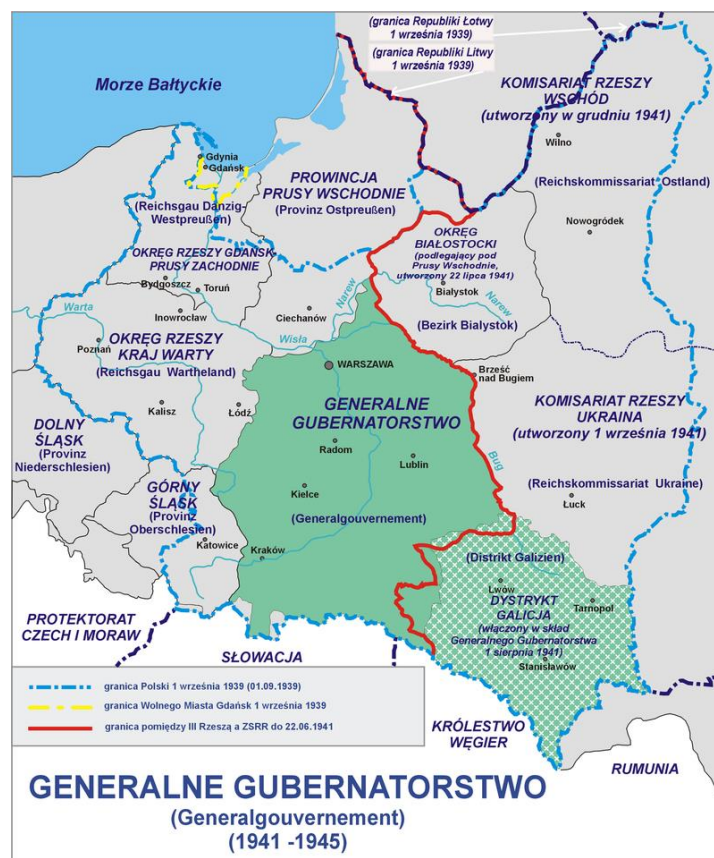 (granica Republiki Łotwy
1 września 1939)
(granica Republiki Litwy
1 września 1939)
Morze Bałtyckie
KOMISARIAT RZESZY
WSCHÓD
(utworzony w grudniu 1941)
Wilno
(Reichskommissariat Ostland)
Nowogródek
Gdynia
Gdańsk
PROWINCJA
PRUSY WSCHODNIE
(Provinz Ostpreußen)
(Reichsgau Danzig-
Westpreußen)
OKRĘG RZESZY GDAŃSK-
PRUSY ZACHODNIE
Bydgoszcz
Toruń
OKRĘG
BIAŁOSTOCKI
(podlegający pod
Prusy Wschodnie,
utworzony 22 lipca 1941)
Białystok
Narew
(Bezirk Bialystok)
Narew
Ciechanów
Wisła
Inowrocław
Warta
Poznań
OKRĘG RZESZY
KRAJ WARTY
(Reichsgau Wartheland)
Kalisz
Łódź
WARSZAWA
Brześć
nad Bugiem
GENERALNE
GUBERNATORSTWO
Radom
Lublin
Kielce
(Generalgouvernement)
Kraków
Bug
KOMISARIAT RZESZY
UKRAINA
(utworzony 1 września 1941)
(Reichskommissariat Ukraine)
Łuck
DOLNY
ŚLĄSK
(Provinz
Niederschlesien)
GÓRNY
ŚLĄSK
(Provinz
Oberschlesien)
Katowice
(Distrikt Galizien)
Lwów
Tarnopol
DYSTRYKT
GALICJA
(włączony w skład
Generalnego Gubernatorstwa
1 sierpnia 1941)
Stanisławów
PROTEKTORAT
CZECH I MORAW
SŁOWACJA
KRÓLESTWO
WĘGIER
RUMUNIA
granica Polski 1 września 1939 (01.09.1939)
granica Wolnego Miasta Gdańsk 1 września 1939
granica pomiędzy III Rzeszą a ZSRR do 22.06.1941
GENERALNE GUBERNATORSTWO
(Generalgouvernement)
(1941 -1945)